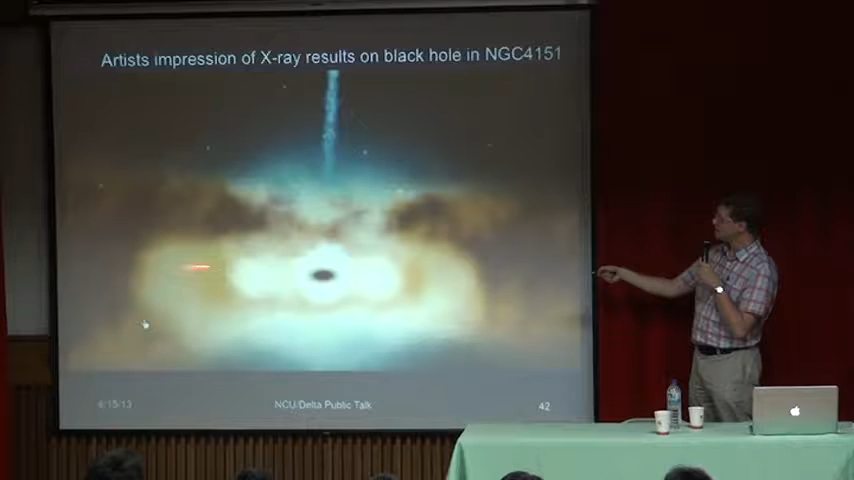 Artists impression of X-ray results on black hole in NGC4151
6/15/13
NCU/Delta Public Talk
42